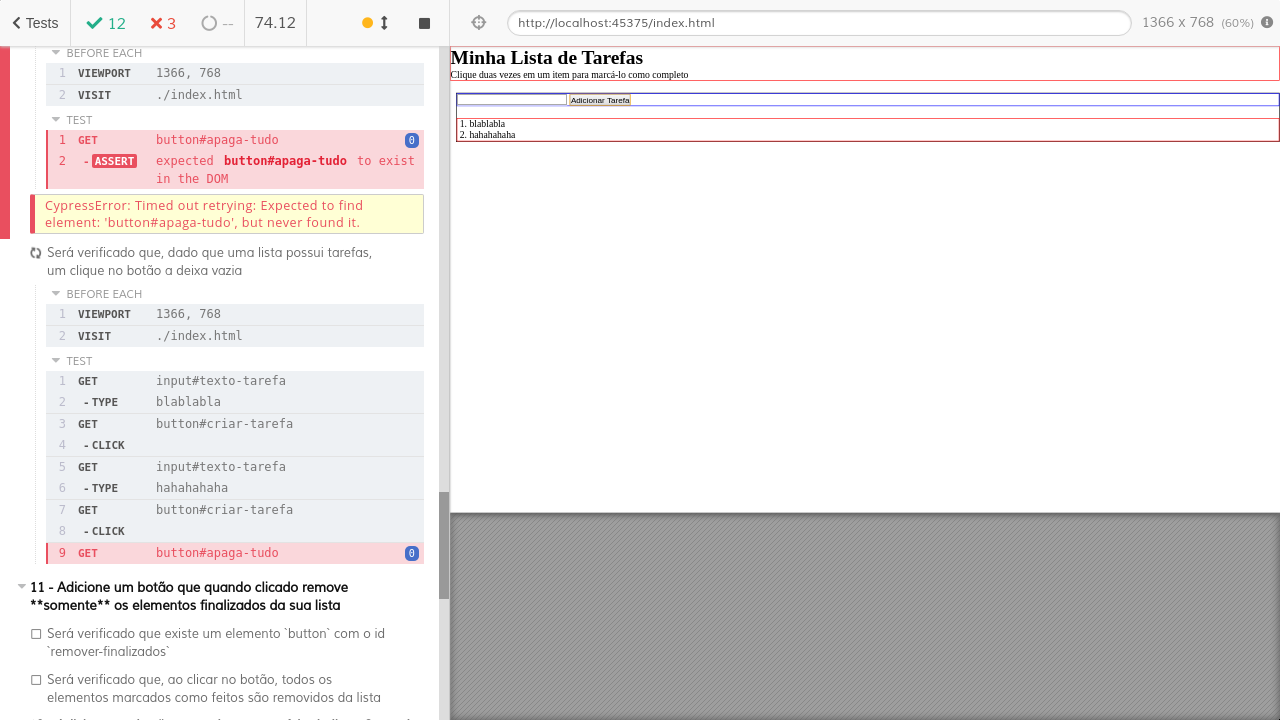 Tests
12
3
--
74.12
http://localhost:45375/index.html
1366 x 768 (60%)
BEFORE EACH
1 VIEWPORT 1366, 768
2 VISIT ./index.html
TEST
1 GET button#apaga-tudo 0
2 - ASSERT expected button#apaga-tudo to exist
in the DOM
CypressError: Timed out retrying: Expected to find
element: 'button#apaga-tudo', but never found it.
Será verificado que, dado que uma lista possui tarefas,
um clique no botão a deixa vazia
BEFORE EACH
1 VIEWPORT 1366, 768
2 VISIT ./index.html
TEST
1 GET input#texto-tarefa
2 - TYPE blablabla
3 GET button#criar-tarefa
4 - CLICK
5 GET input#texto-tarefa
6 - TYPE hahahahaha
7 GET button#criar-tarefa
8 - CLICK
9 GET button#apaga-tudo 0
11 - Adicione um botão que quando clicado remove
**somente** os elementos finalizados da sua lista
Será verificado que existe um elemento `button` com o id
`remover-finalizados`
Será verificado que, ao clicar no botão, todos os
elementos marcados como feitos são removidos da lista
Minha Lista de Tarefas
Clique duas vezes em um item para marcá-lo como completo
Adicionar Tarefa
1. blablabla
2. hahahahaha